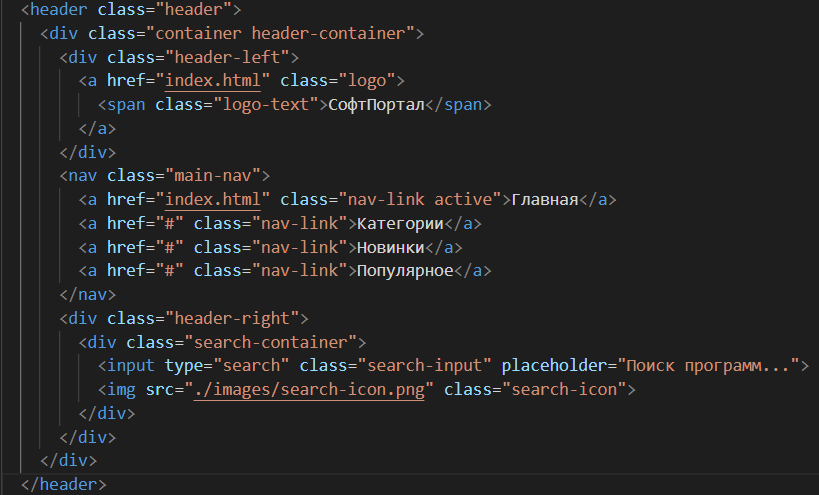 <header class="header">
<div class="container header-container">
<div class="header-left">
<a href="index.html" class="logo">
<span class="logo-text">СофтПортал</span>
</a>
</div>
<nav class="main-nav">
<a href="index.html" class="nav-link active">Главная</a>
<a href="#" class="nav-link">Категории</a>
<a href="#" class="nav-link">Новинки</a>
<a href="#" class="nav-link">Популярное</a>
</nav>
<div class="header-right">
<div class="search-container">
<input type="search" class="search-input" placeholder="Поиск программ...">
<img src="./images/search-icon.png" class="search-icon">
</div>
</div>
</div>
</header>